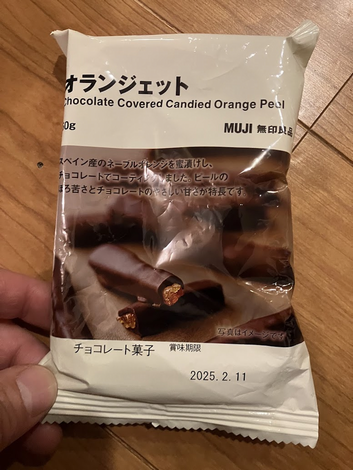 オランジェット
Chocolate Covered Candied Orange Peel
0g
MUJI 無印良品
スペイン産のネーブルオレンジを蜜漬けし、
チョコレートでコーティングしました ピールの
ほろ苦さとチョコレートのやさしい甘さが特長です
写真はイメージです
チョコレート菓子
賞味期限
2025. 2. 11